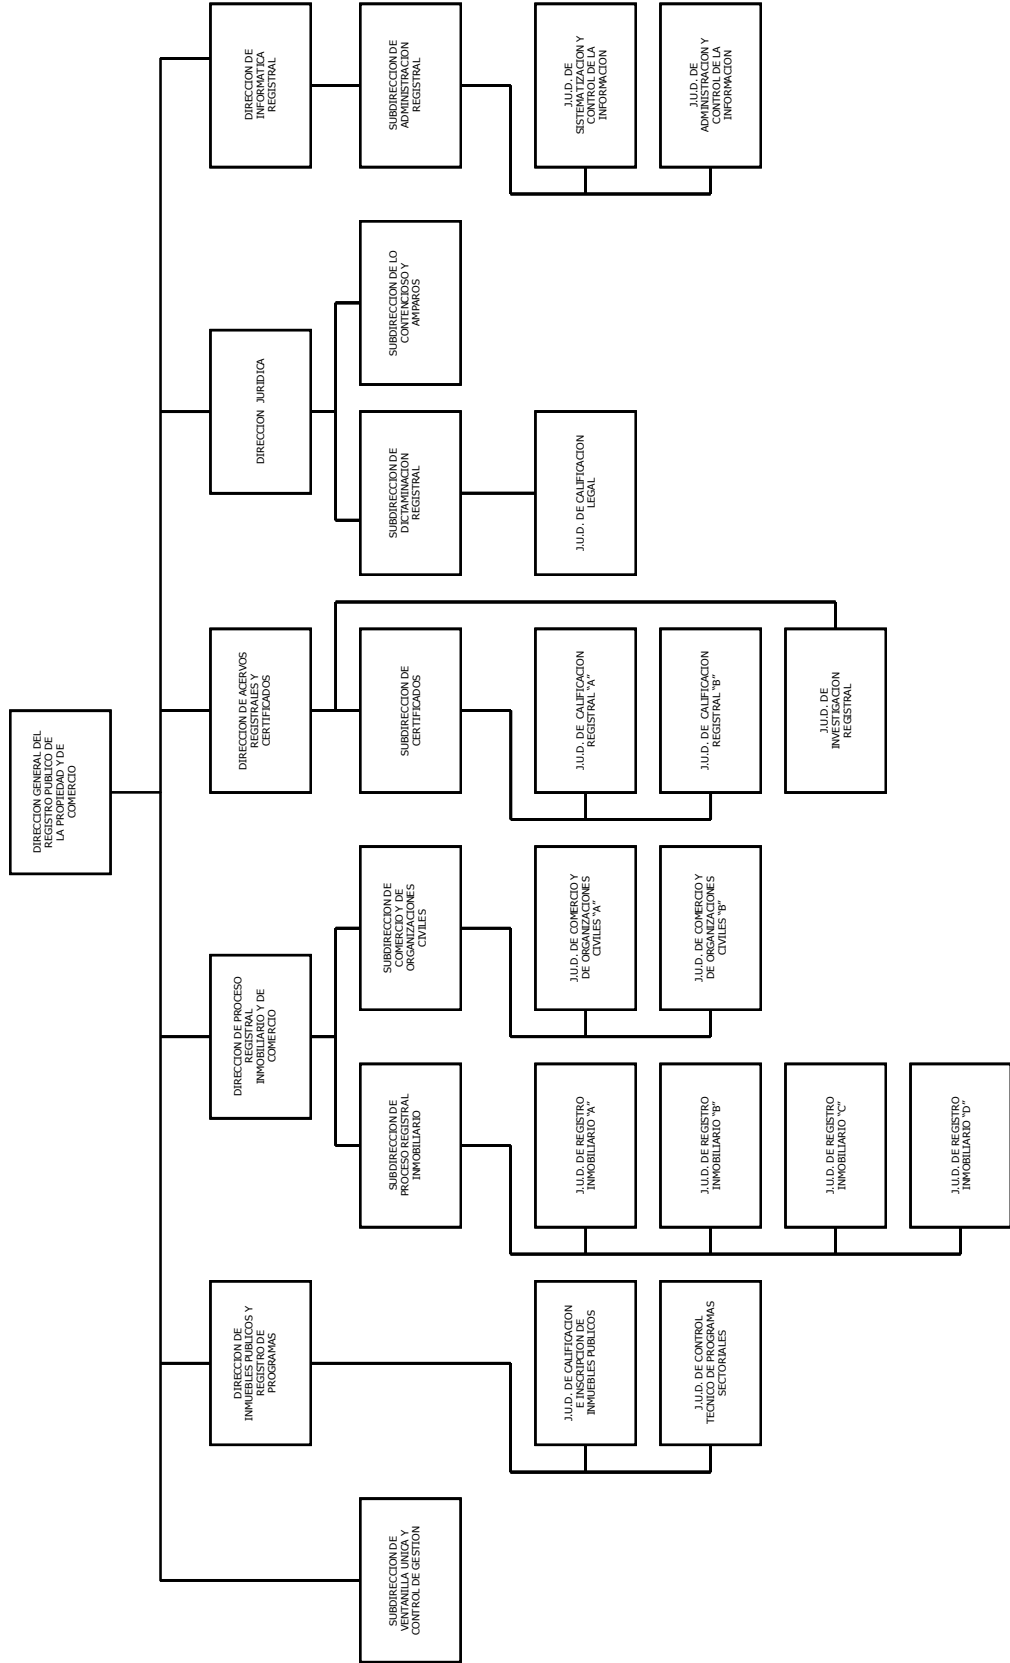 DIRECCION GENERAL DEL
REGISTRO PUBLICO DE
LA PROPIEDAD Y DE
COMERCIO
SUBDIRECCION DE
VENTANILLA UNICA Y
CONTROL DE GESTION
DIRECCION DE
INMUEBLES PUBLICOS Y
REGISTRO DE
PROGRAMAS
DIRECCION DE PROCESO
REGISTRAL
INMOBILIARIO Y DE
COMERCIO
DIRECCION DE ACERVOS
REGISTRALES Y
CERTIFICADOS
DIRECCION JURIDICA
DIRECCION DE
INFORMATICA
REGISTRAL
SUBDIRECCION DE
PROCESO REGISTRAL
INMOBILIARIO
SUBDIRECCION DE
COMERCIO Y DE
ORGANIZACIONES
CIVILES
SUBDIRECCION DE
CERTIFICADOS
SUBDIRECCION DE
DICTAMINACION
REGISTRAL
SUBDIRECCION DE LO
CONTENCIOSO Y
AMPAROS
SUBDIRECCION DE
ADMINISTRACION
REGISTRAL
J.U.D. DE CALIFICACION
E INSCRIPCION DE
INMUEBLES PUBLICOS
J.U.D. DE REGISTRO
INMOBILIARIO "A"
J.U.D. DE COMERCIO Y
DE ORGANIZACIONES
CIVILES "A"
J.U.D. DE CALIFICACION
REGISTRAL "A"
J.U.D. DE CALIFICACION
LEGAL
J.U.D. DE
SISTEMATIZACION Y
CONTROL DE LA
INFORMACION
J.U.D. DE CONTROL
TECNICO DE PROGRAMAS
SECTORIALES
J.U.D. DE REGISTRO
INMOBILIARIO "B"
J.U.D. DE COMERCIO Y
DE ORGANIZACIONES
CIVILES "B"
J.U.D. DE CALIFICACION
REGISTRAL "B"
J.U.D. DE
ADMINISTRACION Y
CONTROL DE LA
INFORMACION
J.U.D. DE REGISTRO
INMOBILIARIO "C"
J.U.D. DE
INVESTIGACION
REGISTRAL
J.U.D. DE REGISTRO
INMOBILIARIO "D"